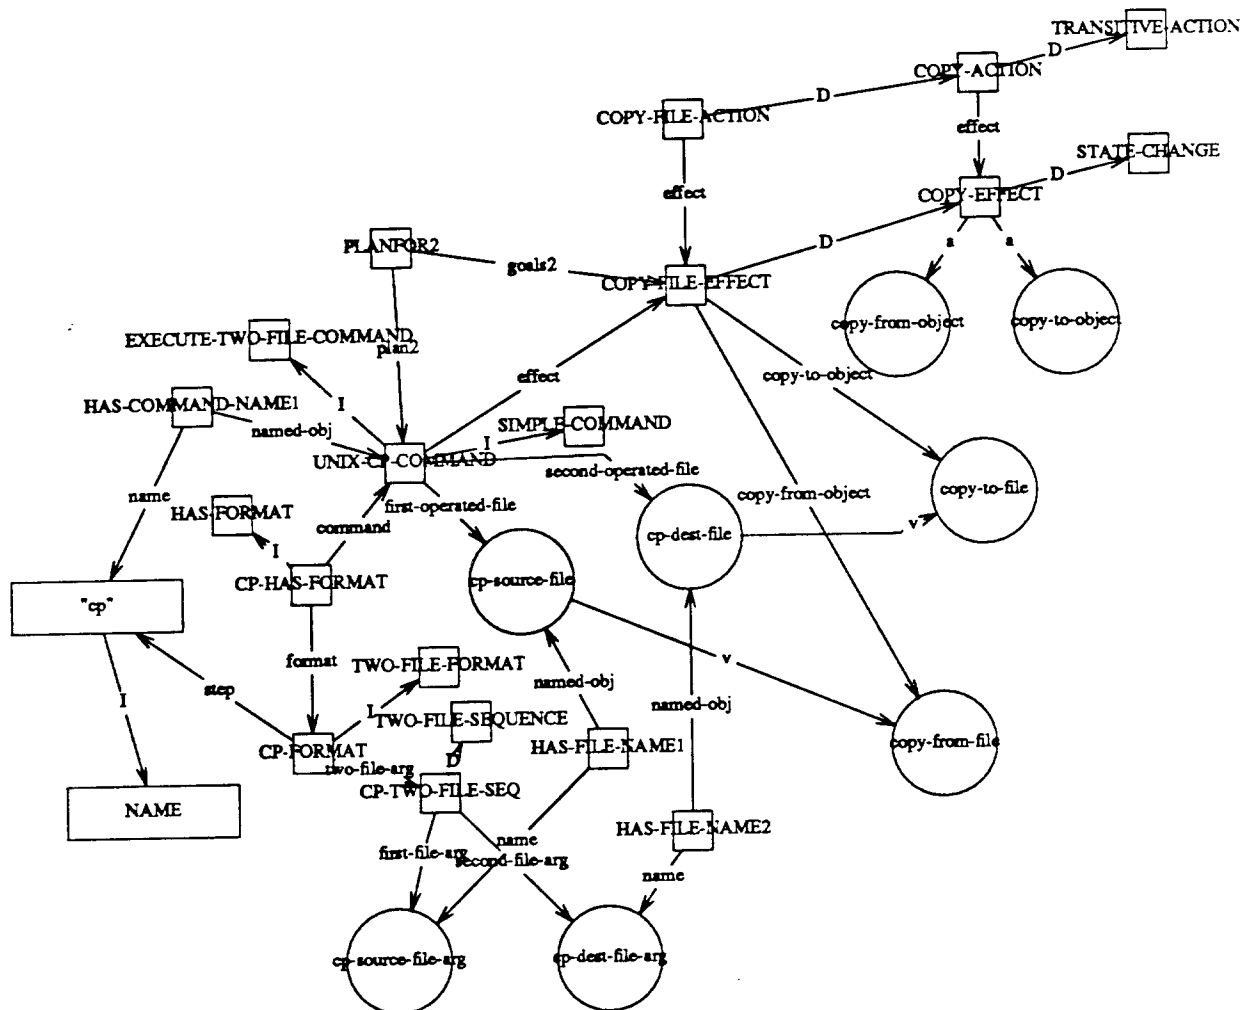 TRANSITIVE-ACTION
D
COPY-ACTION
D
COPY-FILE-ACTION
effect
STATE-CHANGE
D
effect
COPY-EFFECT
PLANFOR2
D
a
a
goals2
COPY-FILE-EFFECT
copy-from-object
copy-to-object
EXECUTE-TWO-FILE-COMMAND
plan2
effect
copy-to-object
HAS-COMMAND-NAME1
I
SIMPLE-COMMAND
named-obj
I
UNIX-CP-COMMAND
second-operated-file
name
copy-from-object
copy-to-file
first-operated-file
HAS-FORMAT
command
v
cp-dest-file
I
CP-HAS-FORMAT
cp-source-file
"cp"
format
v
TWO-FILE-FORMAT
named-obj
step
I
named-obj
I
TWO-FILE-SEQUENCE
HAS-FILE-NAME1
copy-from-file
CP-FORMAT
D
two-file-arg
CP-TWO-FILE-SEQ
NAME
HAS-FILE-NAME2
name
first-file-arg
second-file-arg
name
cp-source-file-arg
cp-dest-file-arg